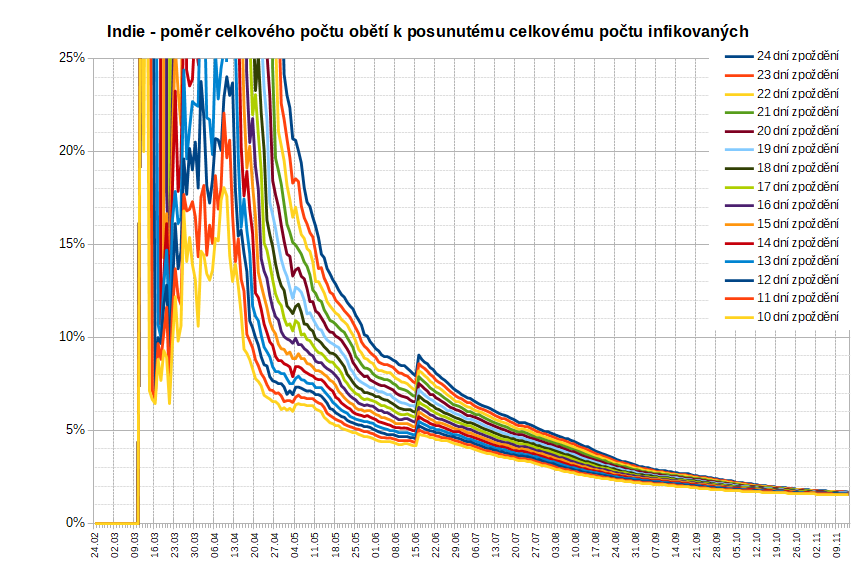 Indie - poměr celkového počtu obětí k posunutému celkovému počtu infikovaných
25%
20%
15%
10%
5%
0%
24 dní zpoždění
23 dní zpoždění
22 dní zpoždění
21 dní zpoždění
20 dní zpoždění
19 dní zpoždění
18 dní zpoždění
17 dní zpoždění
16 dní zpoždění
15 dní zpoždění
14 dní zpoždění
13 dní zpoždění
12 dní zpoždění
11 dní zpoždění
10 dní zpoždění
24.02 02.03 09.03 16.03 23.03 30.03 06.04 13.04 20.04 27.04 04.05 11.05 18.05 25.05 01.06 08.06 15.06 22.06 29.06 06.07 13.07 20.07 27.07 03.08 10.08 17.08 24.08 31.08 07.09 14.09 21.09 28.09 05.10 12.10 19.10 26.10 02.11 09.11